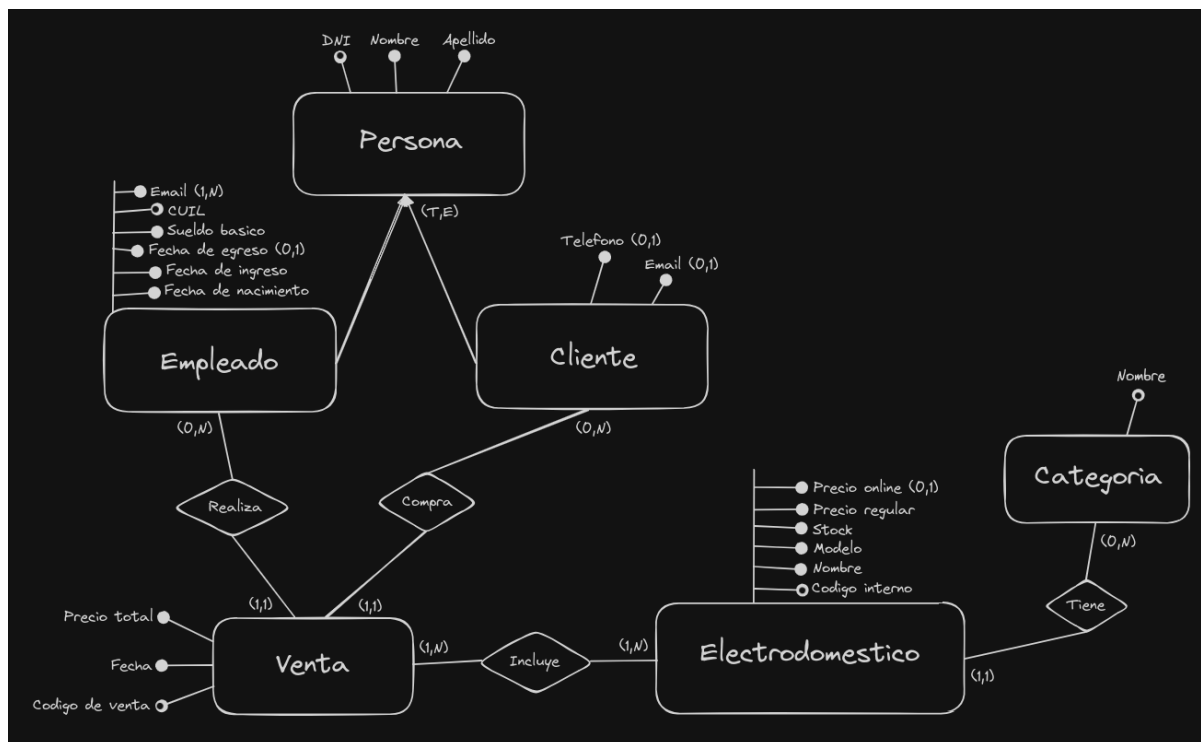 DNI
Nombre
Apellido
Persona
(T,E)
Email (1,N)
CUIL
Sueldo basico
Fecha de egreso (0,1)
Fecha de ingreso
Fecha de nacimiento
Telefono (0,1)
Email (0,1)
Empleado
Cliente
(0,N)
(0,N)
Nombre
Categoria
(0,N)
Realiza
Compra
Precio online (0,1)
Precio regular
Stock
Modelo
Nombre
Codigo interno
Tiene
(1,1)
(1,1)
Precio total
Fecha
Codigo de venta
Venta
(1,N)
Incluye
(1,N)
Electrodomestico
(1,1)